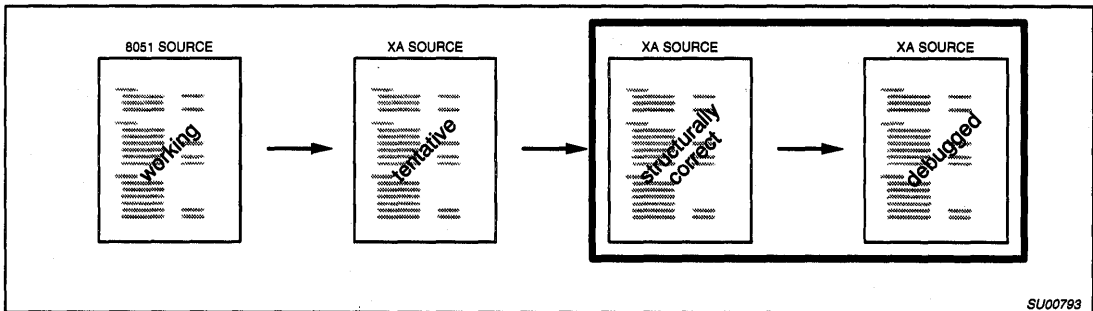 8051 SOURCE
XA SOURCE
XA SOURCE
XA SOURCE
working
tentative
structurally
correct
debugged
SU00793